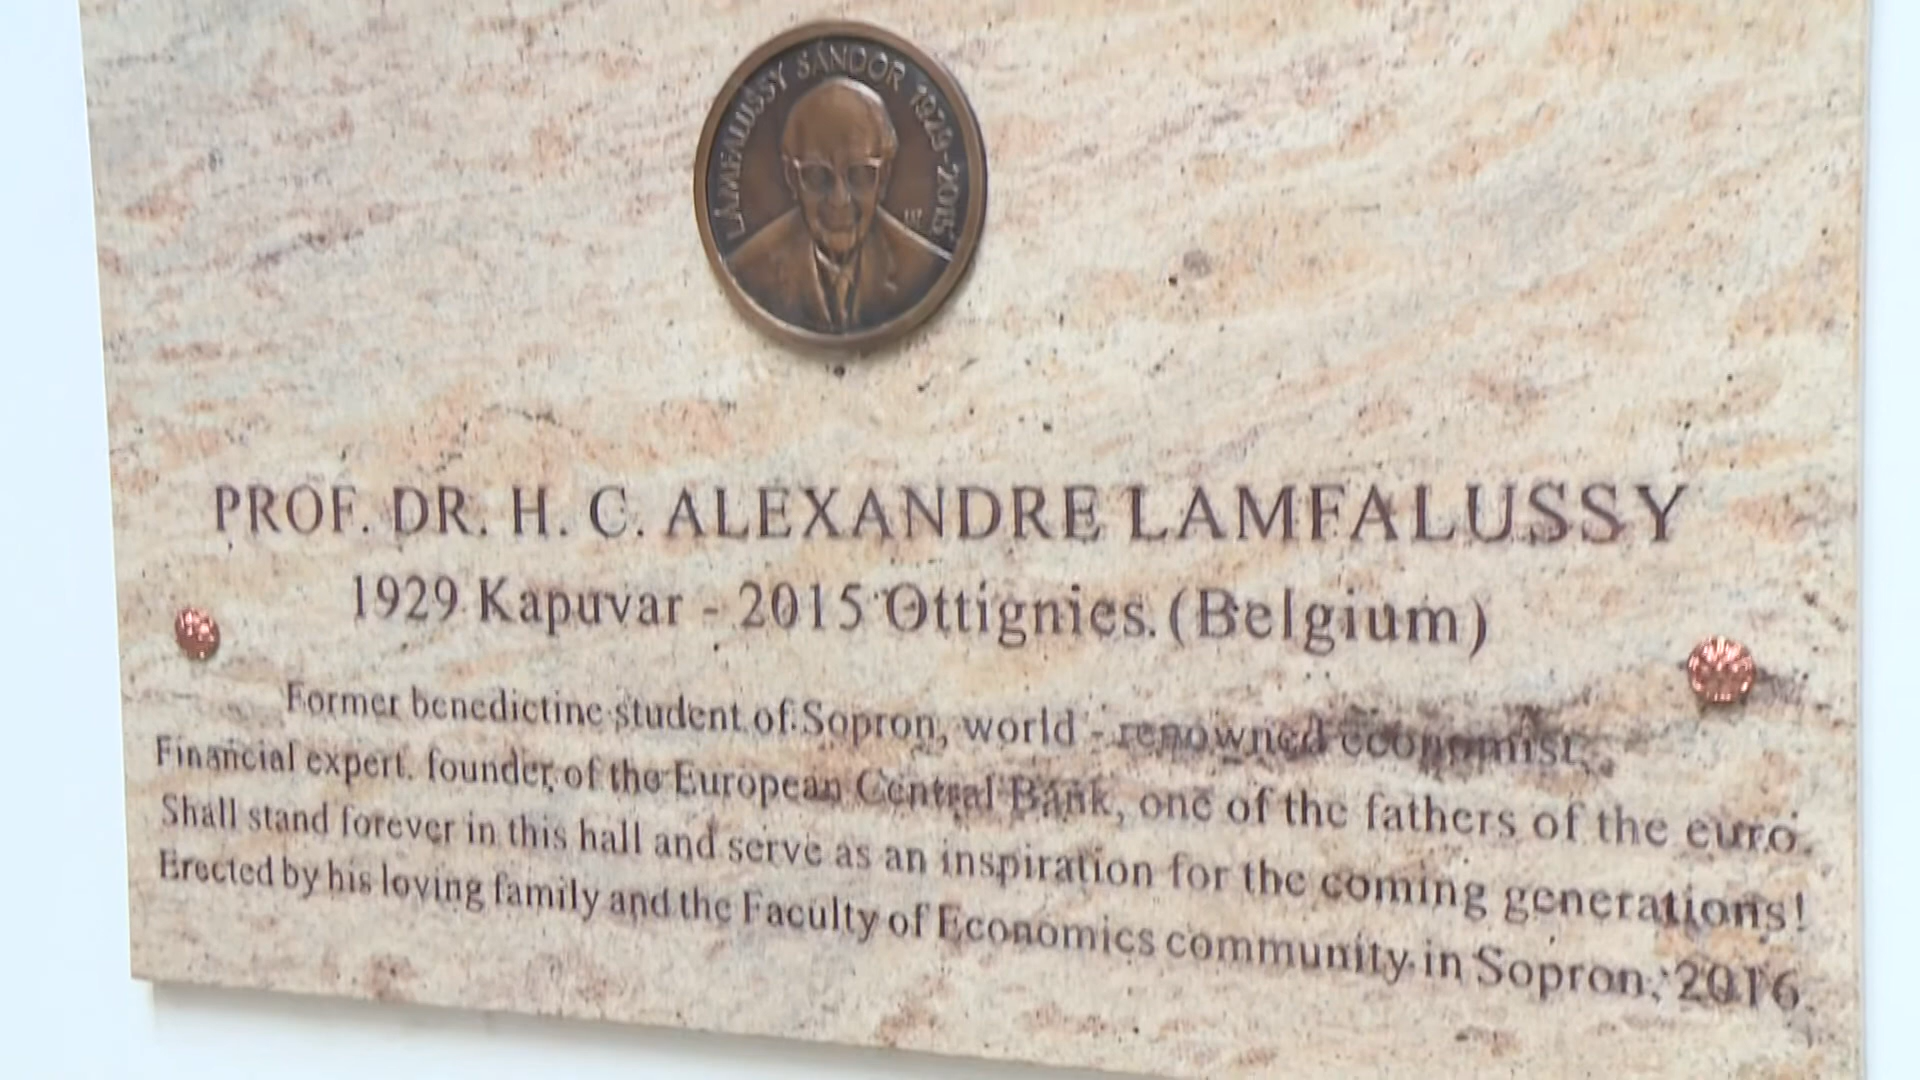 LÁMFALUSSY SÁNDOR 1929-2015
PROF. DR. H. C. ALEXANDRE LAMFALUSSY
1929 Kapuvar - 2015 Ottignies (Belgium)
Former benedictine student of Sopron, world - renowned economist.
Financial expert, founder of the European Central Bank, one of the fathers of the euro.
Shall stand forever in this hall and serve as an inspiration for the coming generations!
Erected by his loving family and the Faculty of Economics community in Sopron, 2016.